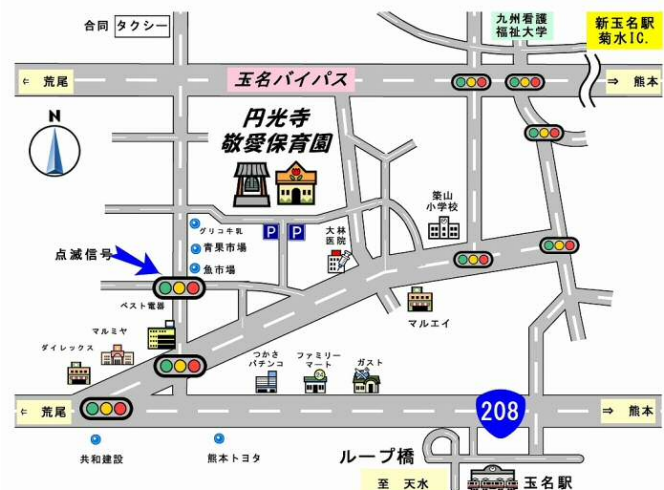 合同 タクシー
九州看護
福祉大学
新玉名駅
菊水IC.
⇐ 荒尾
玉名バイパス
⇒ 熊本
N
円光寺
敬愛保育園
築山
小学校
グリコ牛乳
P P
大林
医院
青果市場
点滅信号
魚市場
ベスト電器
マルエイ
マルミヤ
ダイレックス
つかさ
パチンコ
ファミリー
マート
ガスト
⇐ 荒尾
208
⇒ 熊本
共和建設
熊本トヨタ
ループ橋
至 天水
玉名駅